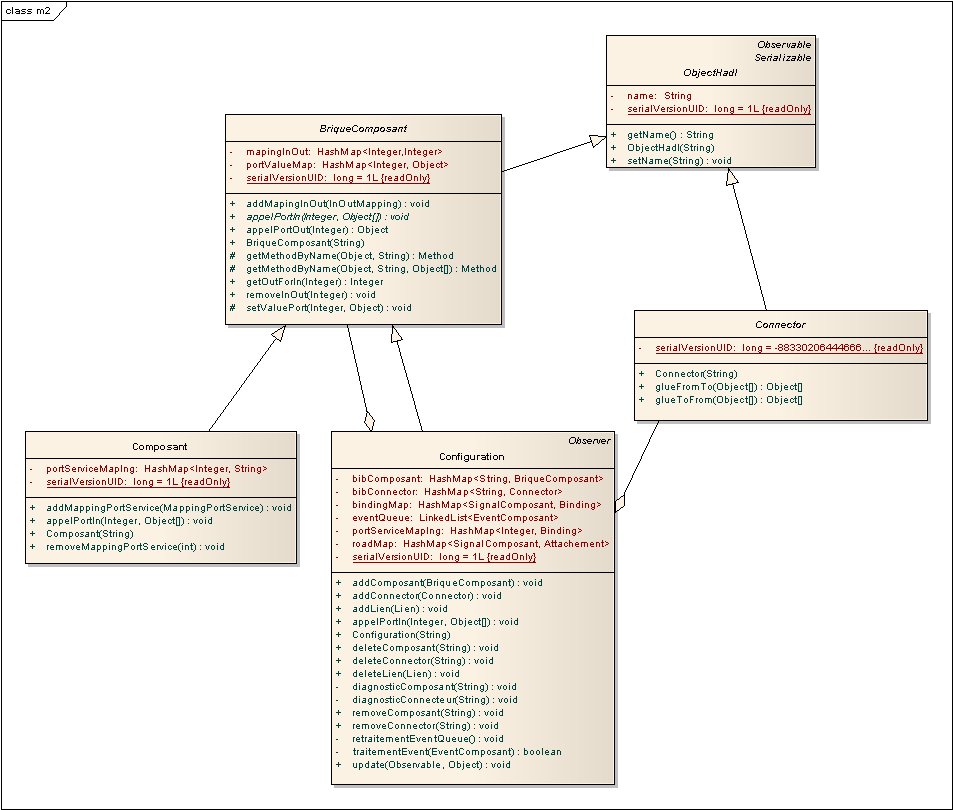 class m2
Observable
Serializable
ObjectHadl
- name: String
- serialVersionUID: long = 1L {readOnly}
+ getName() : String
+ ObjectHadl(String)
+ setName(String) : void
BriqueComposant
- mapingInOut: HashMap<Integer,Integer>
- portValueMap: HashMap<Integer, Object>
- serialVersionUID: long = 1L {readOnly}
+ addMapingInOut(InOutMapping) : void
+ appelPortIn(Integer, Object[]) : void
+ appelPortOut(Integer) : Object
+ BriqueComposant(String)
# getMethodByName(Object, String) : Method
# getMethodByName(Object, String, Object[]) : Method
+ getOutForIn(Integer) : Integer
+ removeInOut(Integer) : void
# setValuePort(Integer, Object) : void
Connector
- serialVersionUID: long = -88330206444666... {readOnly}
+ Connector(String)
+ glueFromTo(Object[]) : Object[]
+ glueToFrom(Object[]) : Object[]
Composant
- portServiceMapIng: HashMap<Integer, String>
- serialVersionUID: long = 1L {readOnly}
+ addMappingPortService(MappingPortService) : void
+ appelPortIn(Integer, Object[]) : void
+ Composant(String)
+ removeMappingPortService(int) : void
Observer
Configuration
- bibComposant: HashMap<String, BriqueComposant>
- bibConnector: HashMap<String, Connector>
- bindingMap: HashMap<SignalComposant, Binding>
- eventQueue: LinkedList<EventComposant>
- portServiceMapIng: HashMap<Integer, Binding>
- roadMap: HashMap<SignalComposant, Attachement>
- serialVersionUID: long = 1L {readOnly}
+ addComposant(BriqueComposant) : void
+ addConnector(Connector) : void
+ addLien(Lien) : void
+ appelPortIn(Integer, Object[]) : void
+ Configuration(String)
+ deleteComposant(String) : void
+ deleteConnector(String) : void
+ deleteLien(Lien) : void
- diagnosticComposant(String) : void
- diagnosticConnecteur(String) : void
+ removeComposant(String) : void
+ removeConnector(String) : void
- retraitementEventQueue() : void
- traitementEvent(EventComposant) : boolean
+ update(Observable, Object) : void